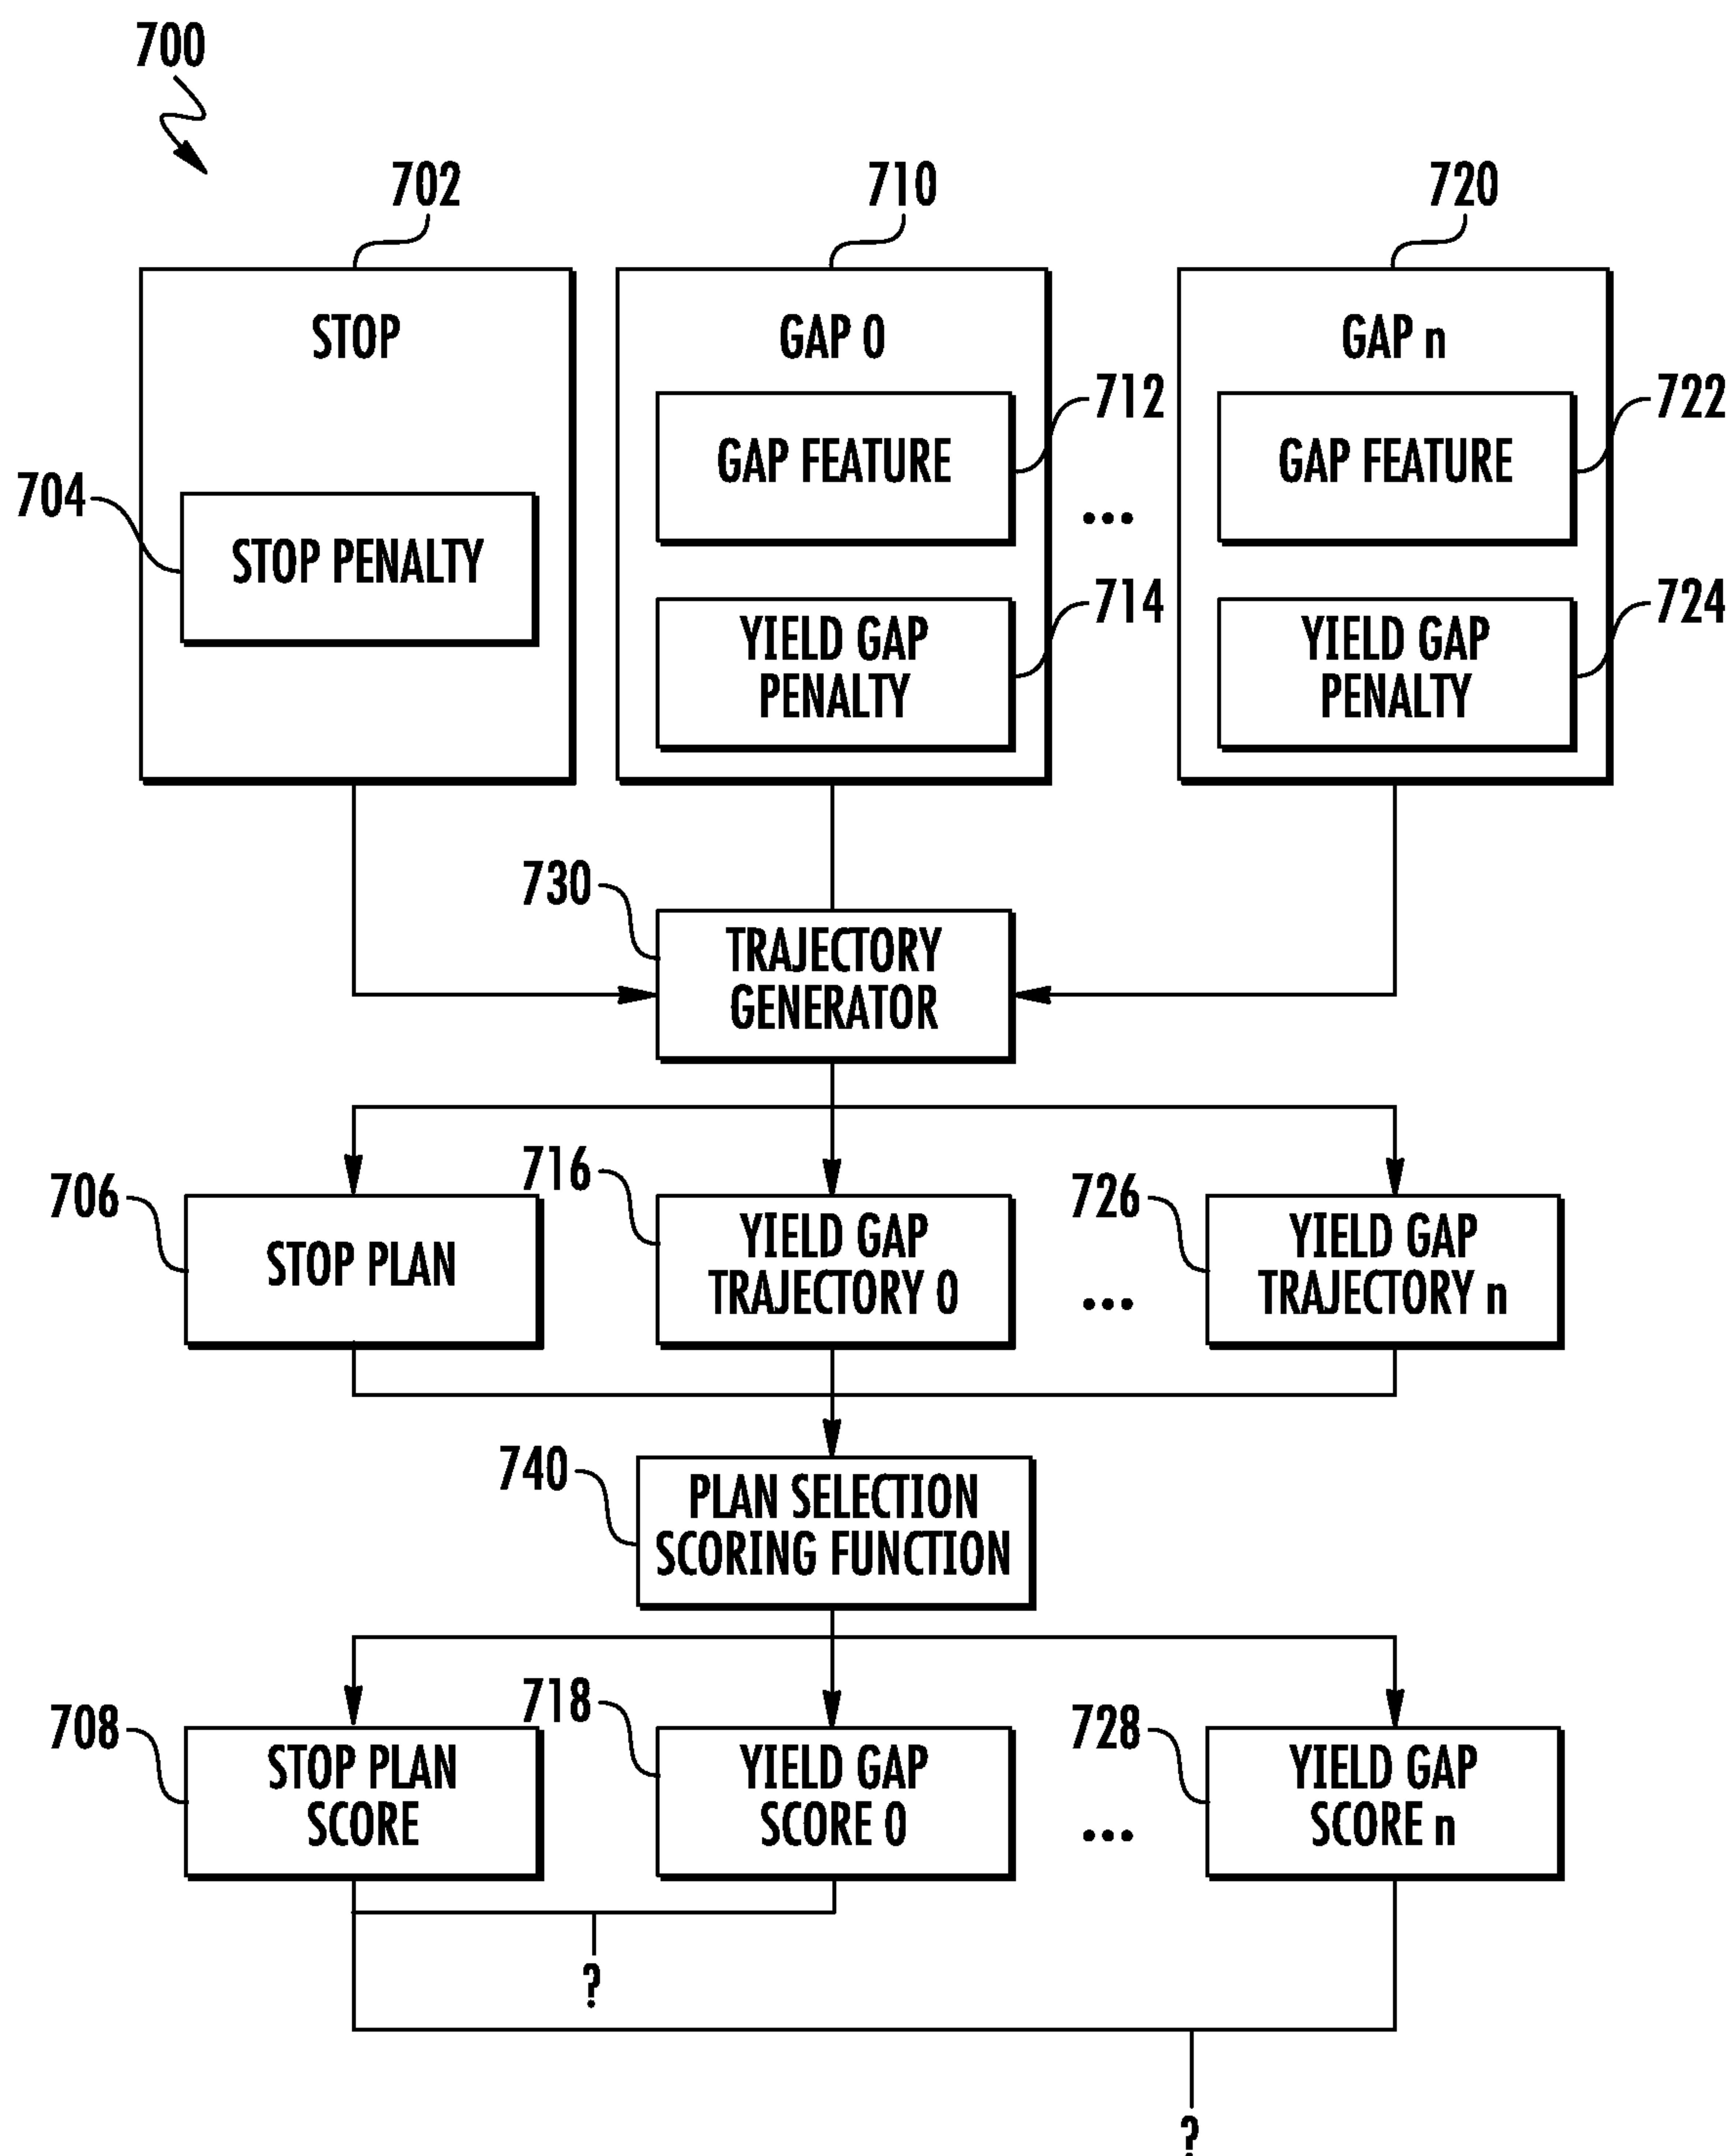 700
702
710
720
STOP
GAP 0
GAP n
712
722
GAP FEATURE
GAP FEATURE
704
STOP PENALTY
...
714
724
YIELD GAP
PENALTY
YIELD GAP
PENALTY
730
TRAJECTORY
GENERATOR
706
716
726
STOP PLAN
YIELD GAP
TRAJECTORY 0
...
YIELD GAP
TRAJECTORY n
740
PLAN SELECTION
SCORING FUNCTION
708
718
728
STOP PLAN
SCORE
YIELD GAP
SCORE 0
...
YIELD GAP
SCORE n
?
?